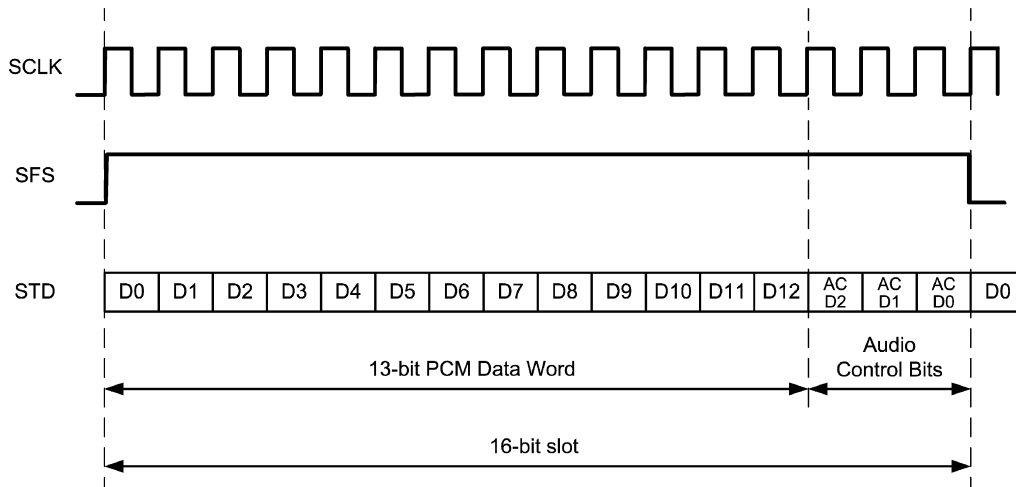 SCLK
SFS
STD D0 D1 D2 D3 D4 D5 D6 D7 D8 D9 D10 D11 D12 AC D2 AC D1 AC D0 D0
13-bit PCM Data Word
Audio
Control Bits
16-bit slot